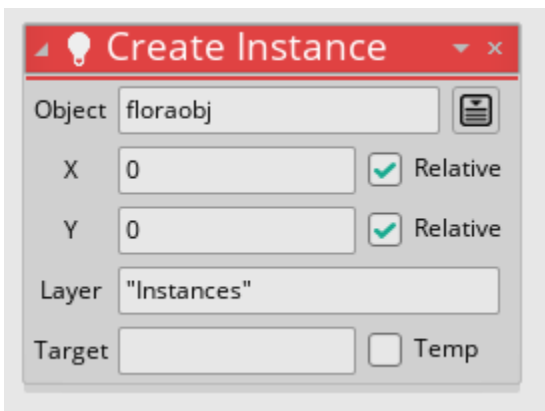 Create Instance
Object floraobj
X 0 Relative
Y 0 Relative
Layer "Instances"
Target Temp